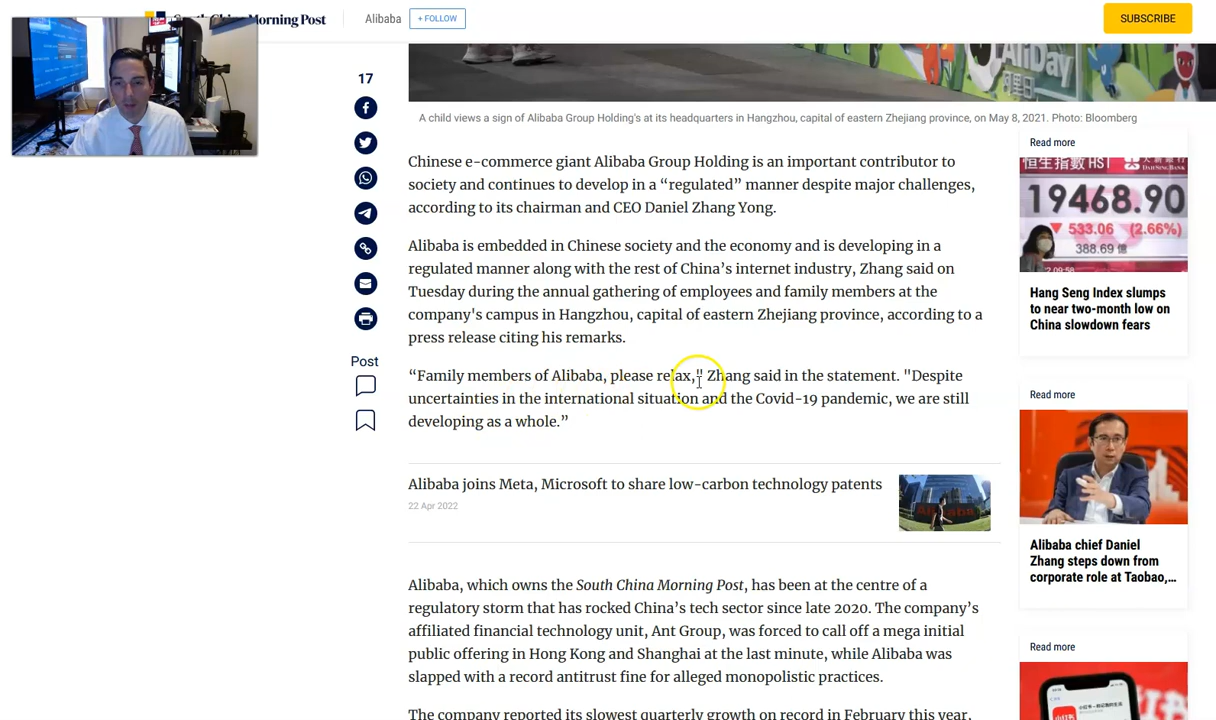 South China Morning Post
Alibaba
+ FOLLOW
SUBSCRIBE
AliDay
阿里日
17
A child views a sign of Alibaba Group Holding's at its headquarters in Hangzhou, capital of eastern Zhejiang province, on May 8, 2021. Photo: Bloomberg
Chinese e-commerce giant Alibaba Group Holding is an important contributor to
society and continues to develop in a “regulated” manner despite major challenges,
according to its chairman and CEO Daniel Zhang Yong.
Alibaba is embedded in Chinese society and the economy and is developing in a
regulated manner along with the rest of China’s internet industry, Zhang said on
Tuesday during the annual gathering of employees and family members at the
company's campus in Hangzhou, capital of eastern Zhejiang province, according to a
press release citing his remarks.
Post
“Family members of Alibaba, please relax," Zhang said in the statement. "Despite
uncertainties in the international situation and the Covid-19 pandemic, we are still
developing as a whole.”
Alibaba joins Meta, Microsoft to share low-carbon technology patents
22 Apr 2022
Alibaba
Alibaba, which owns the South China Morning Post, has been at the centre of a
regulatory storm that has rocked China’s tech sector since late 2020. The company’s
affiliated financial technology unit, Ant Group, was forced to call off a mega initial
public offering in Hong Kong and Shanghai at the last minute, while Alibaba was
slapped with a record antitrust fine for alleged monopolistic practices.
The company reported its slowest quarterly growth on record in February this year,
Read more
恒生指數 HSI
19468.90
533.06 (2.66%)
388.69 億
Hang Seng Index slumps
to near two-month low on
China slowdown fears
Read more
Alibaba chief Daniel
Zhang steps down from
corporate role at Taobao,…
Read more
小红书